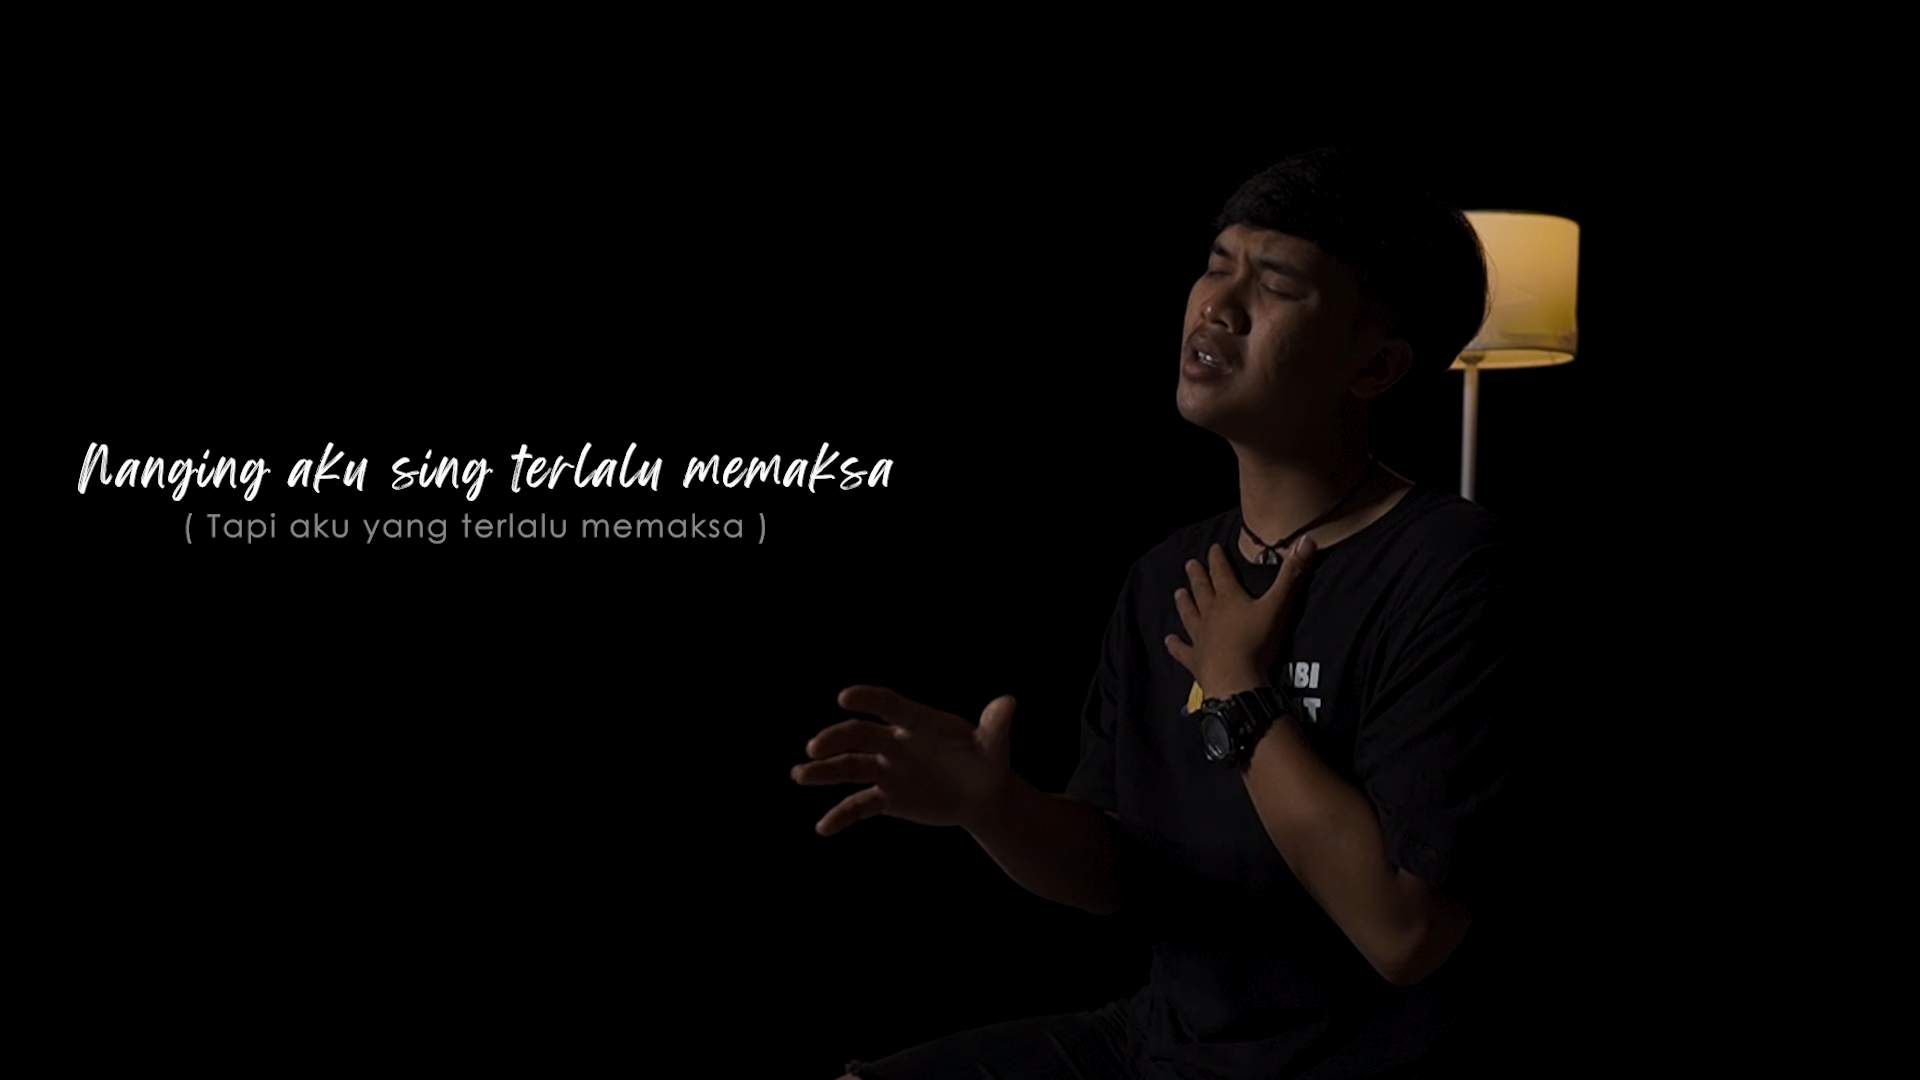 Nanging aku sing terlalu memaksa
( Tapi aku yang terlalu memaksa )